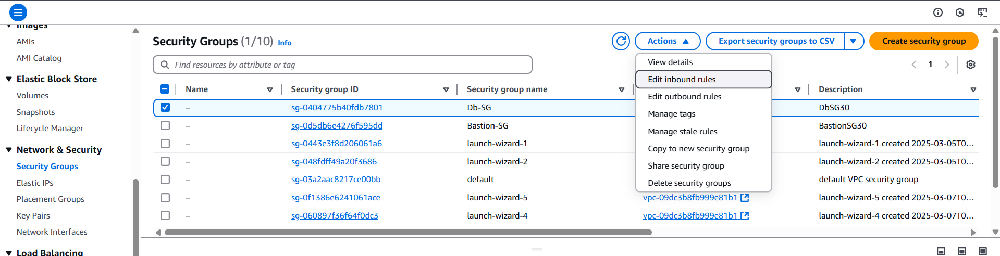 Images
AMIs
AMI Catalog
Elastic Block Store
Volumes
Snapshots
Lifecycle Manager
Network & Security
Security Groups
Elastic IPs
Placement Groups
Key Pairs
Network Interfaces
Load Balancing
Security Groups (1/10) Info
Actions
Export security groups to CSV
Create security group
Find resources by attribute or tag
1
View details
Edit inbound rules
Edit outbound rules
Manage tags
Manage stale rules
Copy to new security group
Share security group
Delete security groups
Name Security group ID Security group name Description
– sg-0404775b40fdb7801 Db-SG DbSG30
– sg-0d5db6e4276f595dd Bastion-SG BastionSG30
– sg-0443e3f8d206061a6 launch-wizard-1 launch-wizard-1 created 2025-03-05T0...
– sg-048fdff49a20f3686 launch-wizard-2 launch-wizard-2 created 2025-03-05T0...
– sg-03a2aac8217ce00bb default default VPC security group
– sg-0f1386e6241061ace launch-wizard-5 vpc-09dc3b8fb999e81b1 launch-wizard-5 created 2025-03-07T0...
– sg-060897f36f64f0dc3 launch-wizard-4 vpc-09dc3b8fb999e81b1 launch-wizard-4 created 2025-03-07T0...